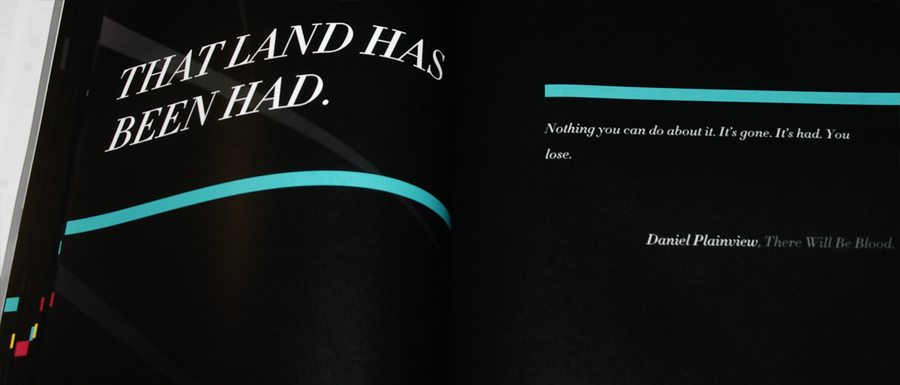 THAT LAND HAS
BEEN HAD.
Nothing you can do about it. It's gone. It's had. You
lose.
Daniel Plainview, There Will Be Blood.